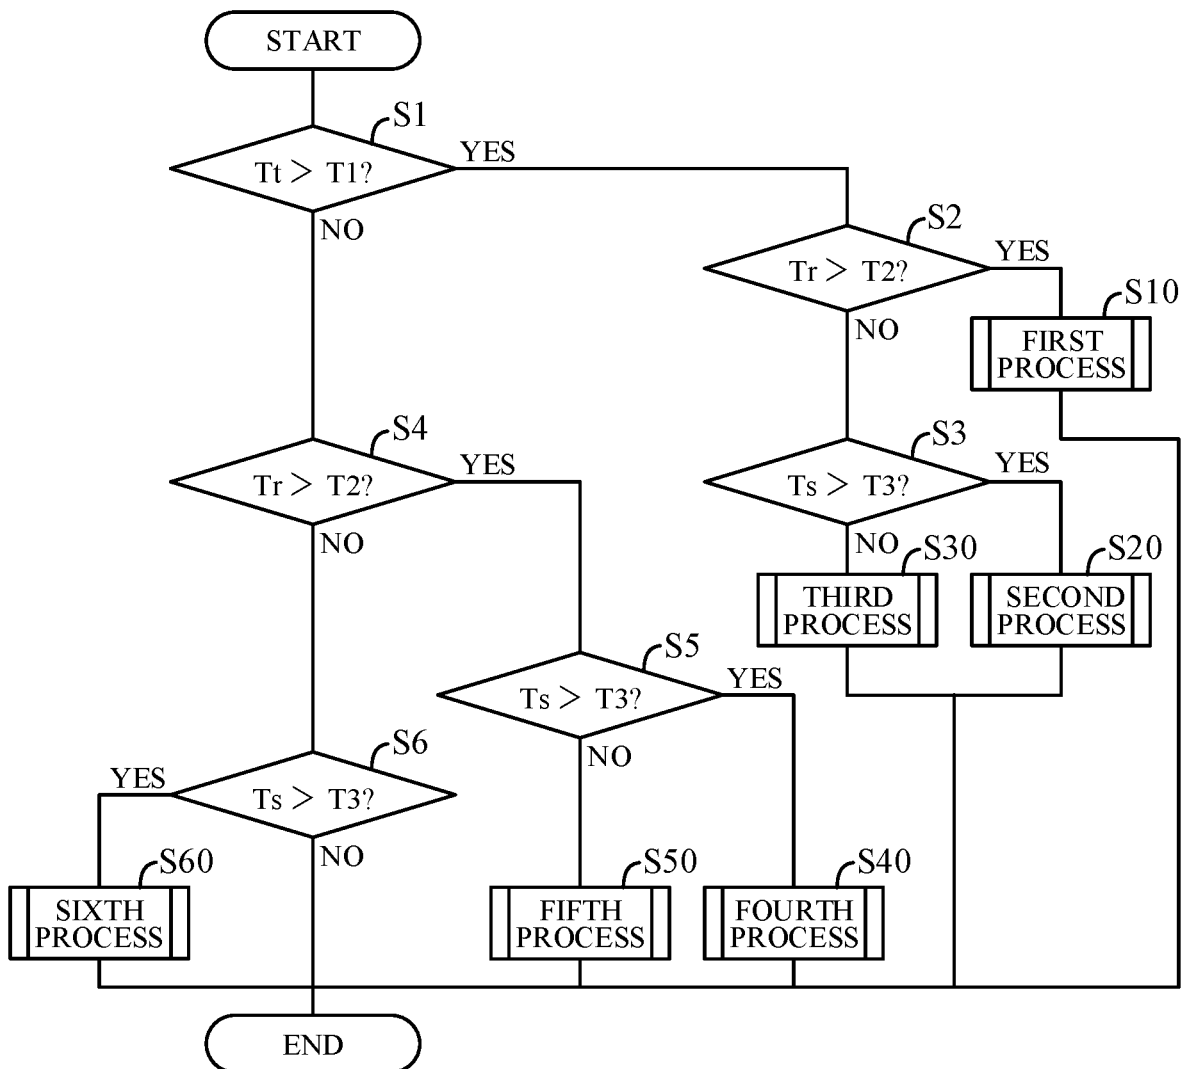 START
S1
Tt > T1?
YES
NO
S2
Tr > T2?
YES
NO
S10
FIRST
PROCESS
S4
Tr > T2?
YES
NO
S3
Ts > T3?
YES
NO
S30
THIRD
PROCESS
S20
SECOND
PROCESS
S5
Ts > T3?
YES
NO
S6
YES
Ts > T3?
NO
S60
SIXTH
PROCESS
S50
FIFTH
PROCESS
S40
FOURTH
PROCESS
END